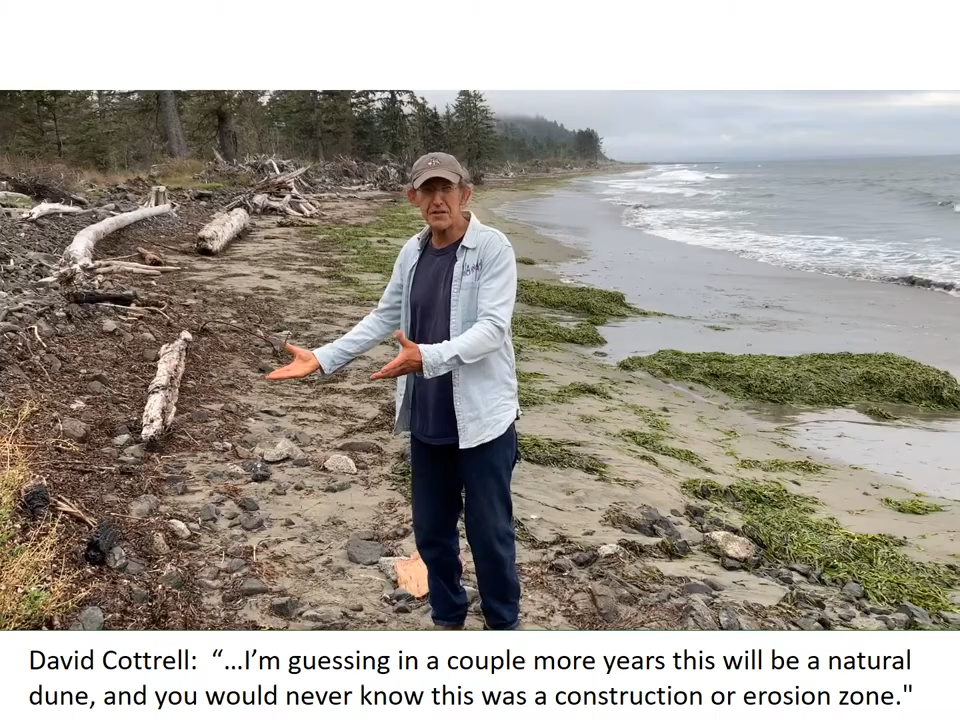 David Cottrell:  “…I’m guessing in a couple more years this will be a natural
dune, and you would never know this was a construction or erosion zone."